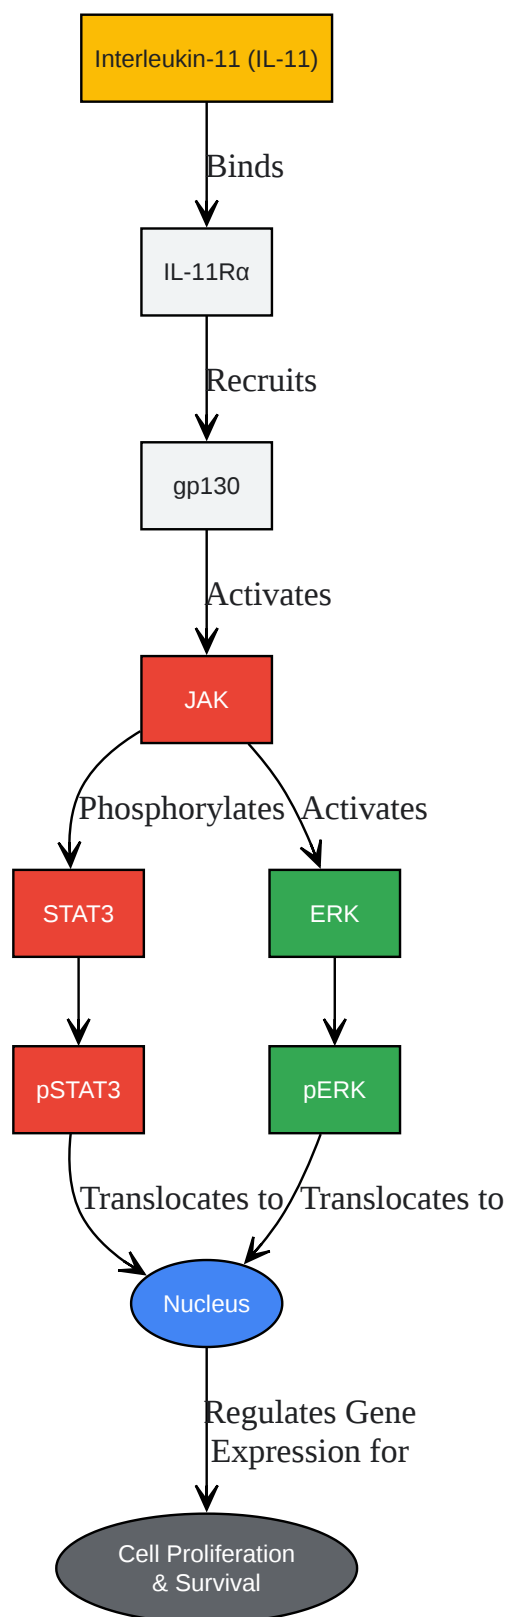 Interleukin-11 (IL-11)
Binds
IL-11Rα
Recruits
gp130
Activates
JAK
Phosphorylates
Activates
STAT3
ERK
pSTAT3
pERK
Translocates to
Translocates to
Nucleus
Regulates Gene
Expression for
Cell Proliferation
& Survival